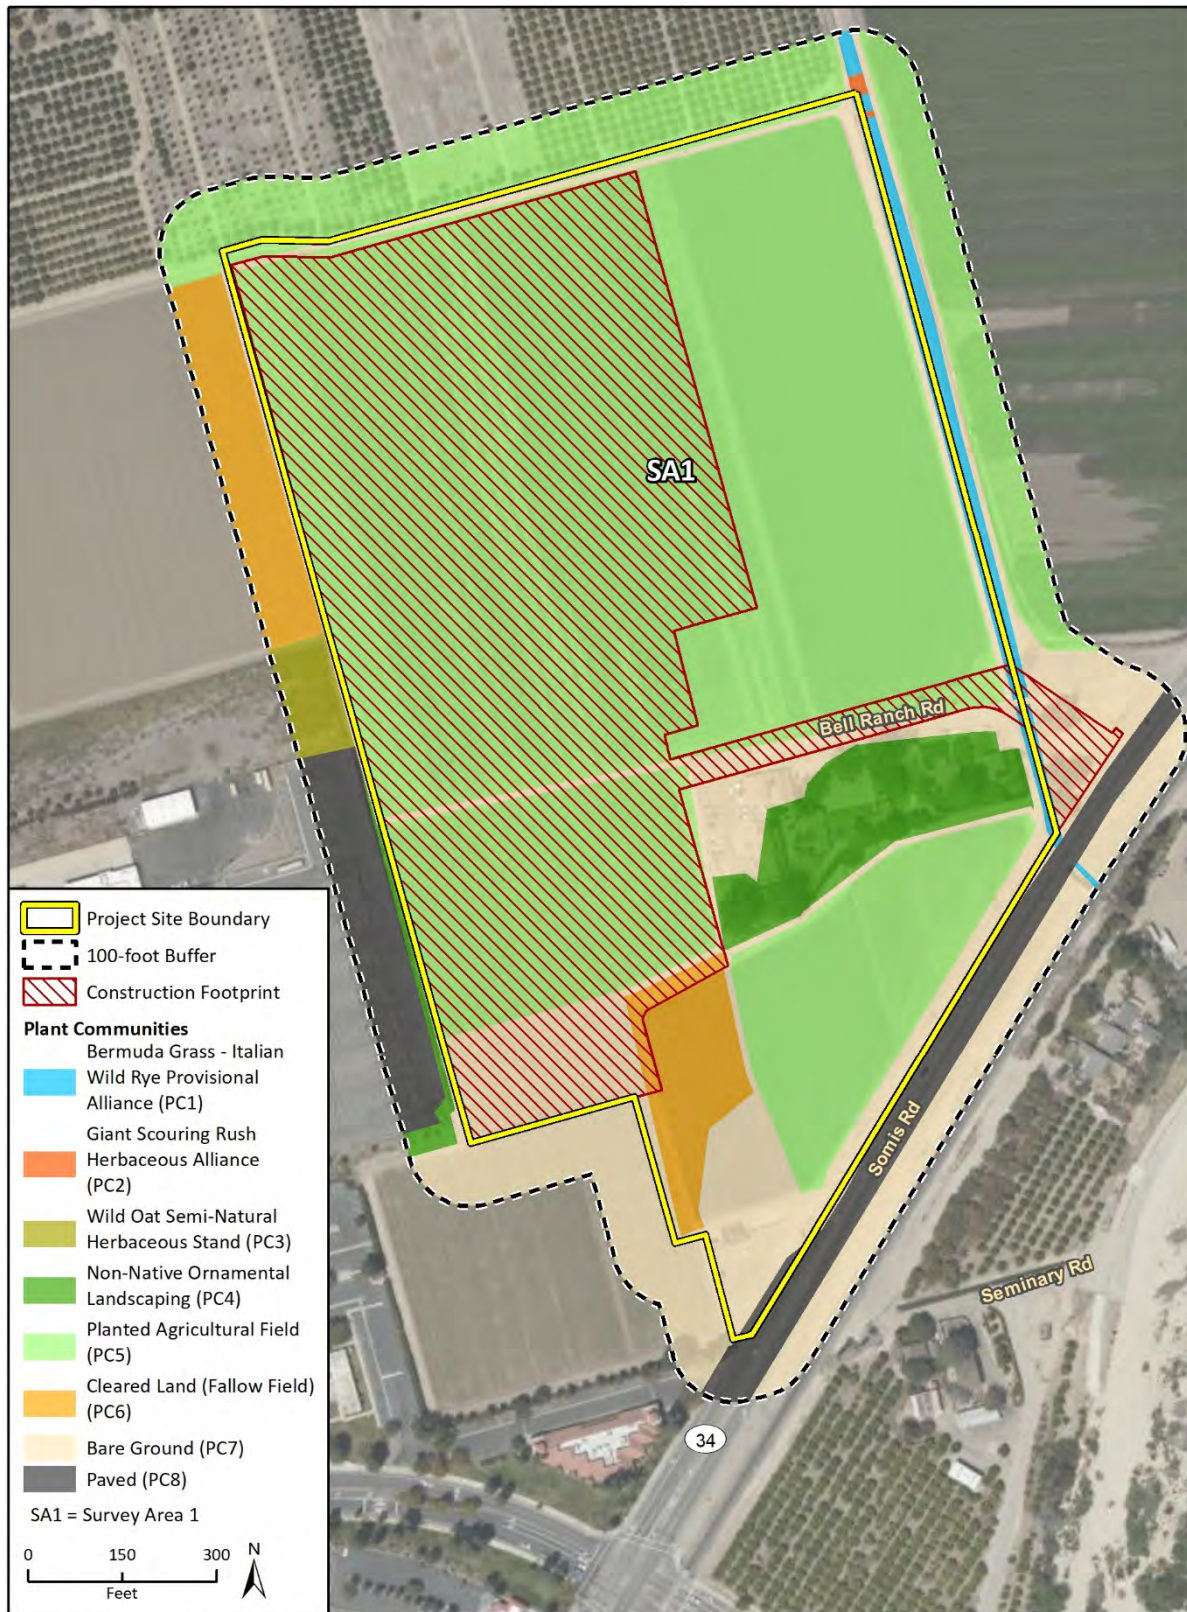 SA1
Bell Ranch Rd
Somis Rd
Seminary Rd
34
Project Site Boundary
100-foot Buffer
Construction Footprint
Plant Communities
Bermuda Grass - Italian
Wild Rye Provisional
Alliance (PC1)
Giant Scouring Rush
Herbaceous Alliance
(PC2)
Wild Oat Semi-Natural
Herbaceous Stand (PC3)
Non-Native Ornamental
Landscaping (PC4)
Planted Agricultural Field
(PC5)
Cleared Land (Fallow Field)
(PC6)
Bare Ground (PC7)
Paved (PC8)
SA1 = Survey Area 1
0 150 300
N
Feet